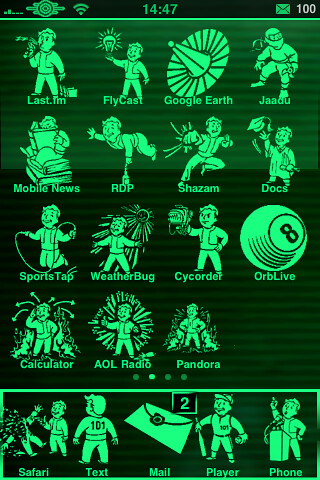 14:47
100
Last.fm FlyCast Google Earth Jaadu
Mobile News RDP Shazam Docs
SportsTap WeatherBug Cycorder OrbLive
8
Calculator AOL Radio Pandora
2
101 101
Safari Text Mail Player Phone